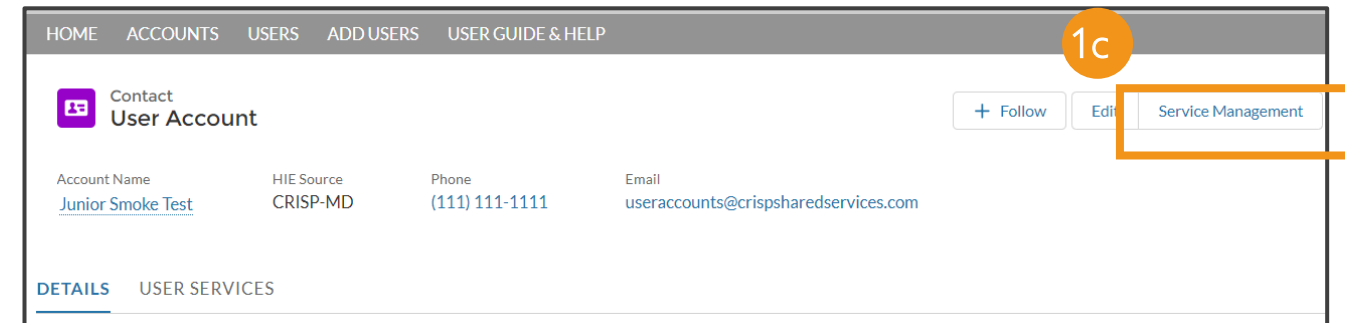 HOME ACCOUNTS USERS ADD USERS USER GUIDE & HELP
1c
Contact
User Account
+ Follow Edit Service Management
Account Name HIE Source Phone Email
Junior Smoke Test CRISP-MD (111) 111-1111 useraccounts@crispsharedservices.com
DETAILS USER SERVICES